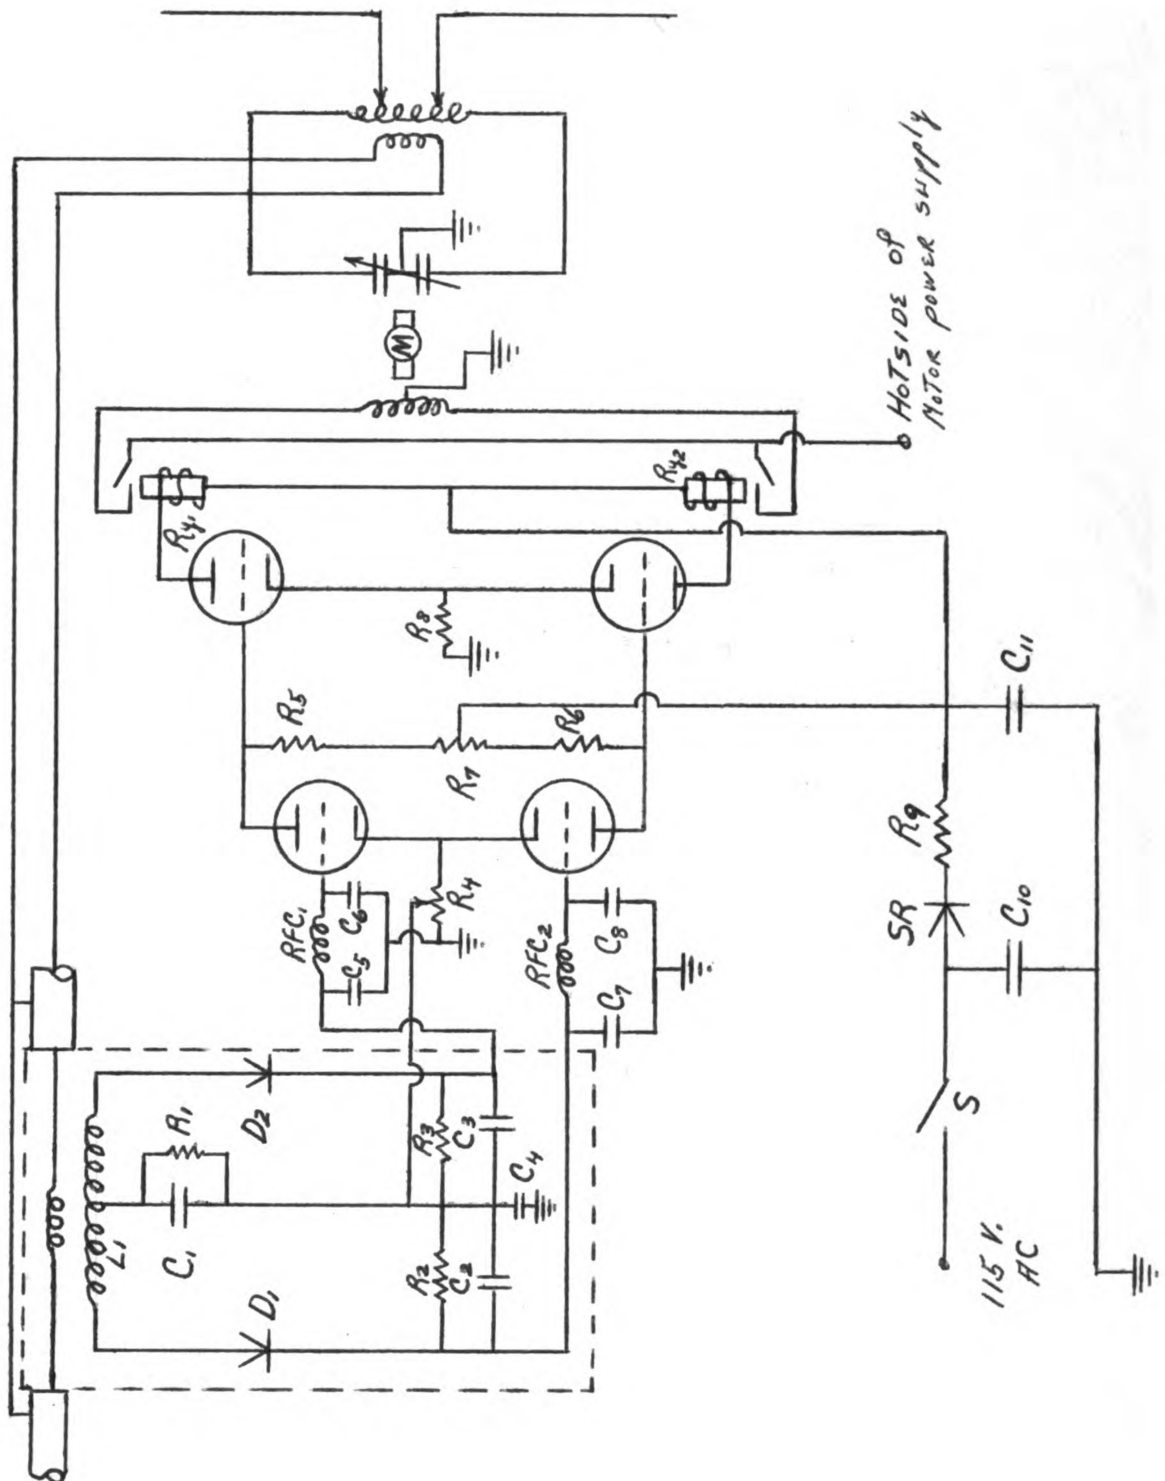 HOTSIDE OF
MOTOR POWER SUPPLY
M
Ry1
Ry2
R8
R5
R7
R6
RFC1
C6
C5
R4
RFC2
C8
C7
C11
R9
SR
C10
S
115 V.
AC
D2
R1
C1
L1
D1
R3
C3
C4
R2
C2